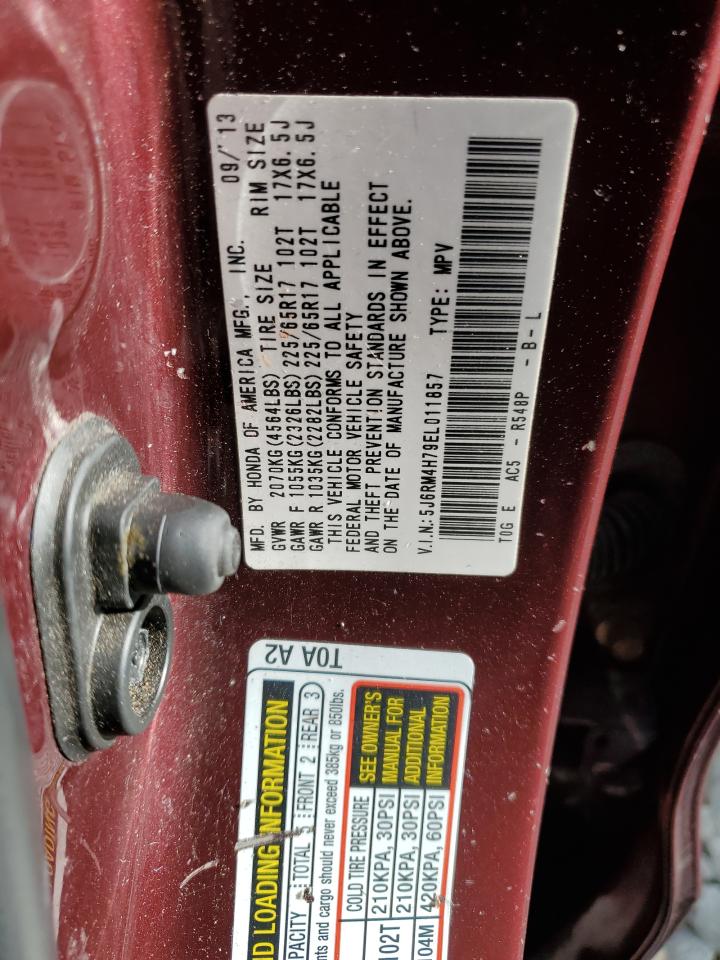 MFD. BY HONDA OF AMERICA MFG., INC. 09/13
GVWR 2070KG(4564LBS) TIRE SIZE RIM SIZE
GAWR F 1055KG(2326LBS) 225/65R17 102T 17X6.5J
GAWR R 1035KG(2282LBS) 225/65R17 102T 17X6.5J
THIS VEHICLE CONFORMS TO ALL APPLICABLE
FEDERAL MOTOR VEHICLE SAFETY
AND THEFT PREVENTION STANDARDS IN EFFECT
ON THE DATE OF MANUFACTURE SHOWN ABOVE.
V.I.N.: 5J6RM4H79EL011857 TYPE: MPV
T0G E AC5 - R548P - B - L
T0A A2
ND LOADING INFORMATION
PACITY TOTAL 5 FRONT 2 REAR 3
nts and cargo should never exceed 385kg or 850lbs.
COLD TIRE PRESSURE
102T 210KPA, 30PSI
210KPA, 30PSI
04M 420KPA, 60PSI
SEE OWNER'S
MANUAL FOR
ADDITIONAL
INFORMATION